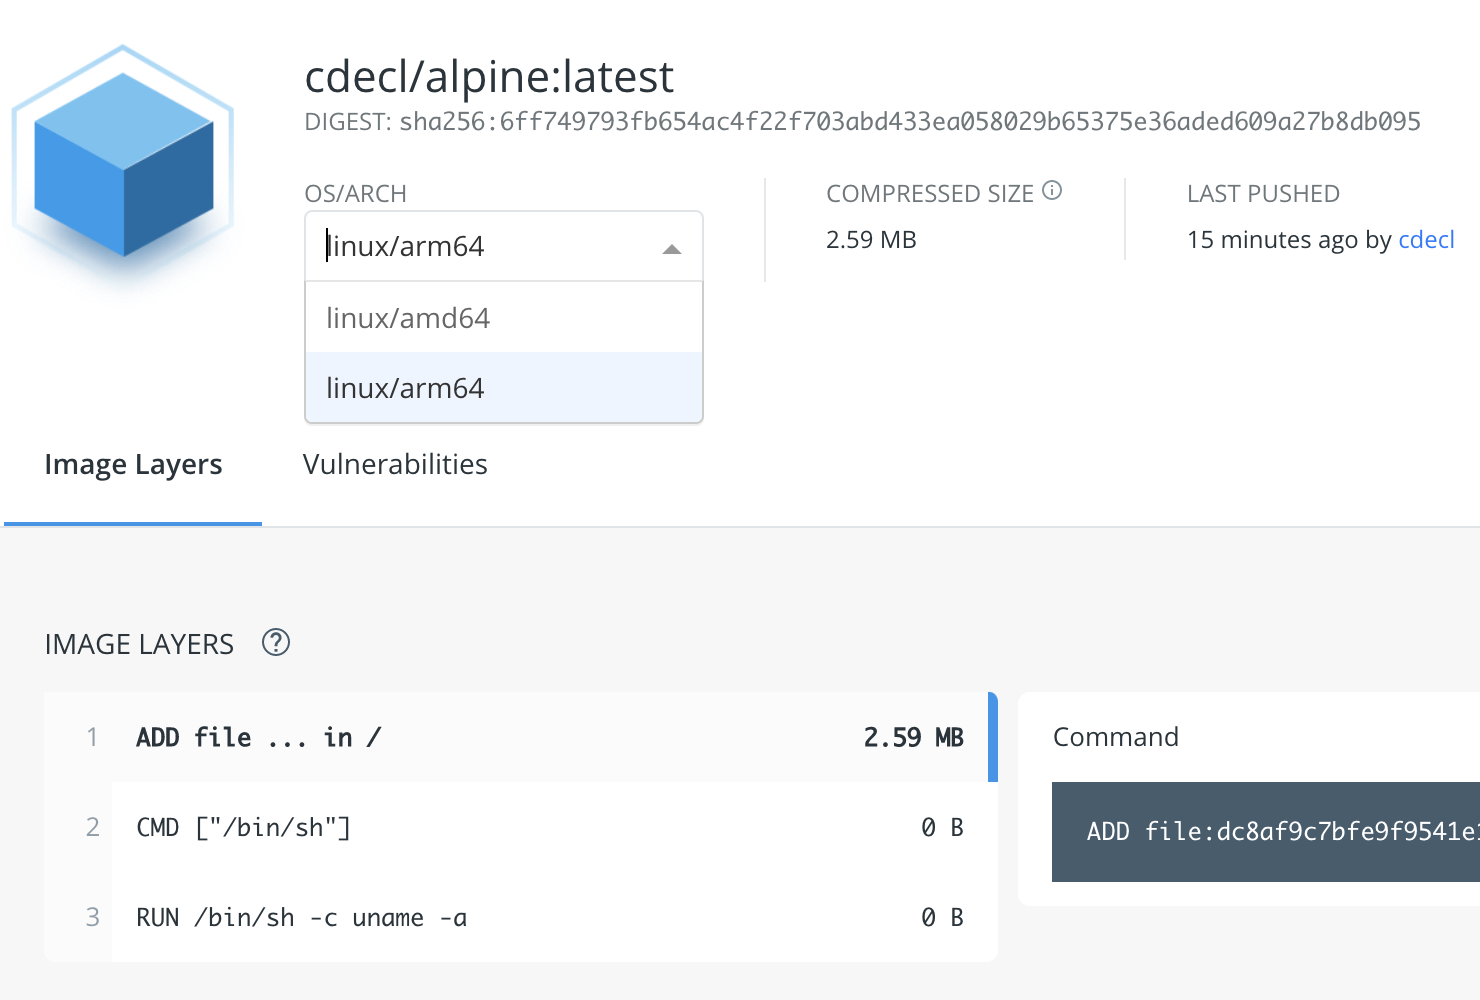 cdecl/alpine:latest
DIGEST: sha256:6ff749793fb654ac4f22f703abd433ea058029b65375e36aded609a27b8db095
OS/ARCH
linux/arm64
linux/amd64
linux/arm64
COMPRESSED SIZE
2.59 MB
LAST PUSHED
15 minutes ago by cdecl
Image Layers
Vulnerabilities
IMAGE LAYERS ?
1 ADD file ... in / 2.59 MB
2 CMD ["/bin/sh"] 0 B
3 RUN /bin/sh -c uname -a 0 B
Command
ADD file:dc8af9c7bfe9f9541e